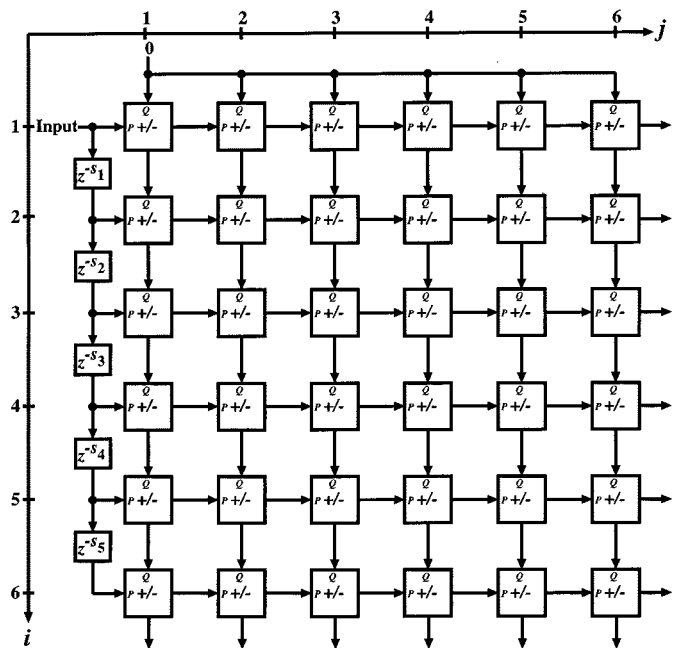 1 2 3 4 5 6 j
0
Q Q Q Q Q Q
1 Input P +/- P +/- P +/- P +/- P +/- P +/-
z^-s1
Q Q Q Q Q Q
2 P +/- P +/- P +/- P +/- P +/- P +/-
z^-s2
Q Q Q Q Q Q
3 P +/- P +/- P +/- P +/- P +/- P +/-
z^-s3
Q Q Q Q Q Q
4 P +/- P +/- P +/- P +/- P +/- P +/-
z^-s4
Q Q Q Q Q Q
5 P +/- P +/- P +/- P +/- P +/- P +/-
z^-s5
Q Q Q Q Q Q
6 P +/- P +/- P +/- P +/- P +/- P +/-
i